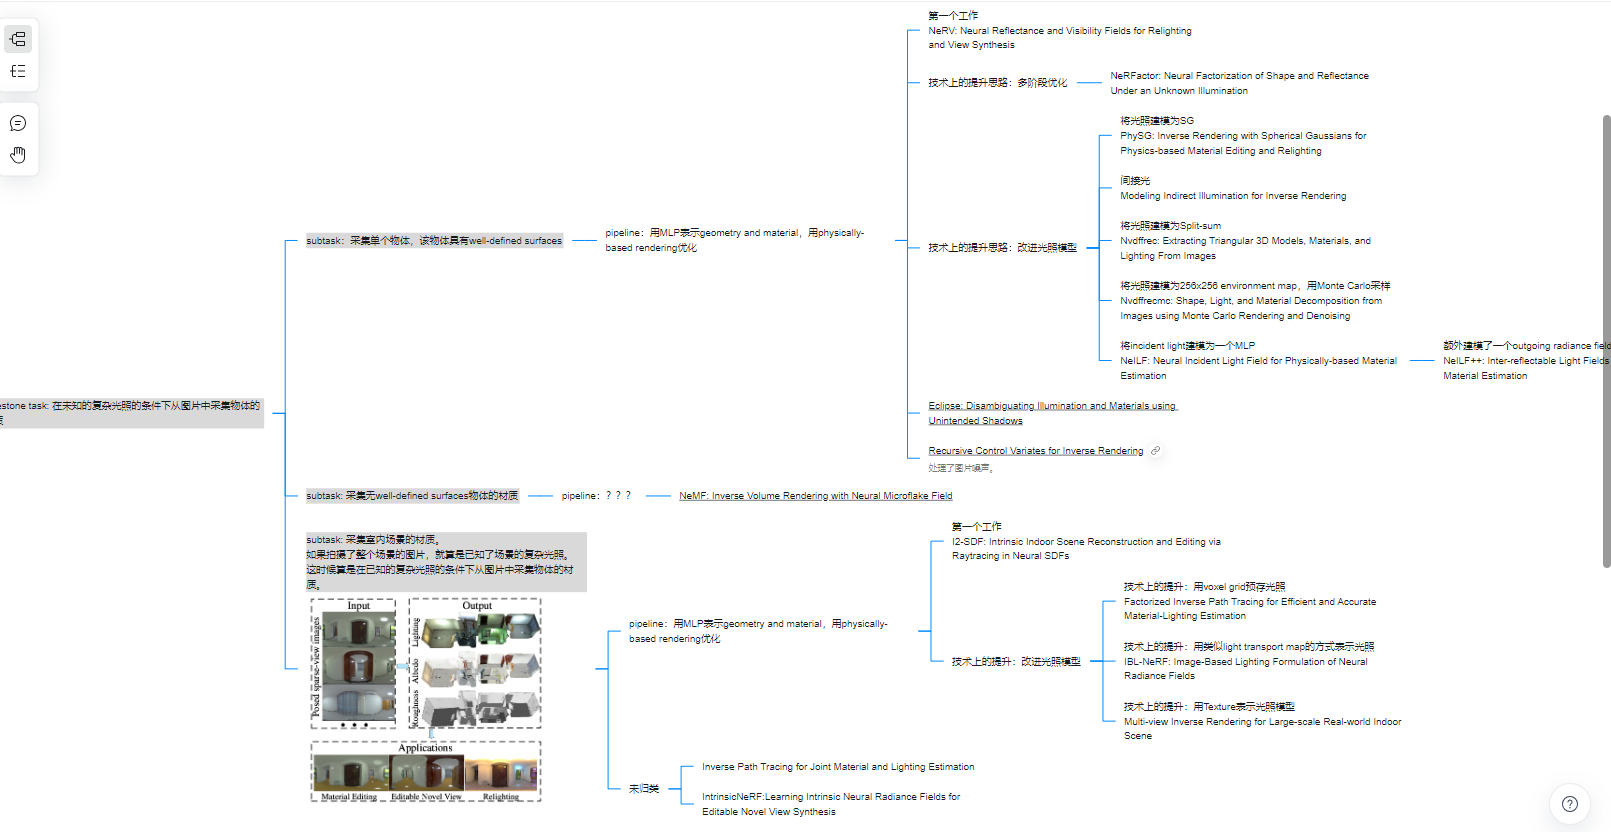 estone task: 在未知的复杂光照的条件下从图片中采集物体的
subtask：采集单个物体，该物体具有well-defined surfaces
pipeline：用MLP表示geometry and material，用physically-
based rendering优化
第一个工作
NeRV: Neural Reflectance and Visibility Fields for Relighting
and View Synthesis
技术上的提升思路：多阶段优化
NeRFactor: Neural Factorization of Shape and Reflectance
Under an Unknown Illumination
技术上的提升思路：改进光照模型
将光照建模为SG
PhySG: Inverse Rendering with Spherical Gaussians for
Physics-based Material Editing and Relighting
间接光
Modeling Indirect Illumination for Inverse Rendering
将光照建模为Split-sum
Nvdffrec: Extracting Triangular 3D Models, Materials, and
Lighting From Images
将光照建模为256x256 environment map，用Monte Carlo采样
Nvdffrecmc: Shape, Light, and Material Decomposition from
Images using Monte Carlo Rendering and Denoising
将incident light建模为一个MLP
NeILF: Neural Incident Light Field for Physically-based Material
Estimation
额外建模了一个outgoing radiance field
NeILF++: Inter-reflectable Light Fields
Material Estimation
Eclipse: Disambiguating Illumination and Materials using
Unintended Shadows
Recursive Control Variates for Inverse Rendering
处理了图片噪声。
subtask: 采集无well-defined surfaces物体的材质
pipeline：？？？
NeMF: Inverse Volume Rendering with Neural Microflake Field
subtask: 采集室内场景的材质。
如果拍摄了整个场景的图片，就算是已知了场景的复杂光照。
这时候算是在已知的复杂光照的条件下从图片中采集物体的材
质。
Input
Output
Posed sparse-view images
Lighting
Albedo
Roughness
Applications
Material Editing
Editable Novel View
Relighting
pipeline：用MLP表示geometry and material，用physically-
based rendering优化
第一个工作
I2-SDF: Intrinsic Indoor Scene Reconstruction and Editing via
Raytracing in Neural SDFs
技术上的提升：改进光照模型
技术上的提升：用voxel grid预存光照
Factorized Inverse Path Tracing for Efficient and Accurate
Material-Lighting Estimation
技术上的提升：用类似light transport map的方式表示光照
IBL-NeRF: Image-Based Lighting Formulation of Neural
Radiance Fields
技术上的提升：用Texture表示光照模型
Multi-view Inverse Rendering for Large-scale Real-world Indoor
Scene
未归类
Inverse Path Tracing for Joint Material and Lighting Estimation
IntrinsicNeRF:Learning Intrinsic Neural Radiance Fields for
Editable Novel View Synthesis